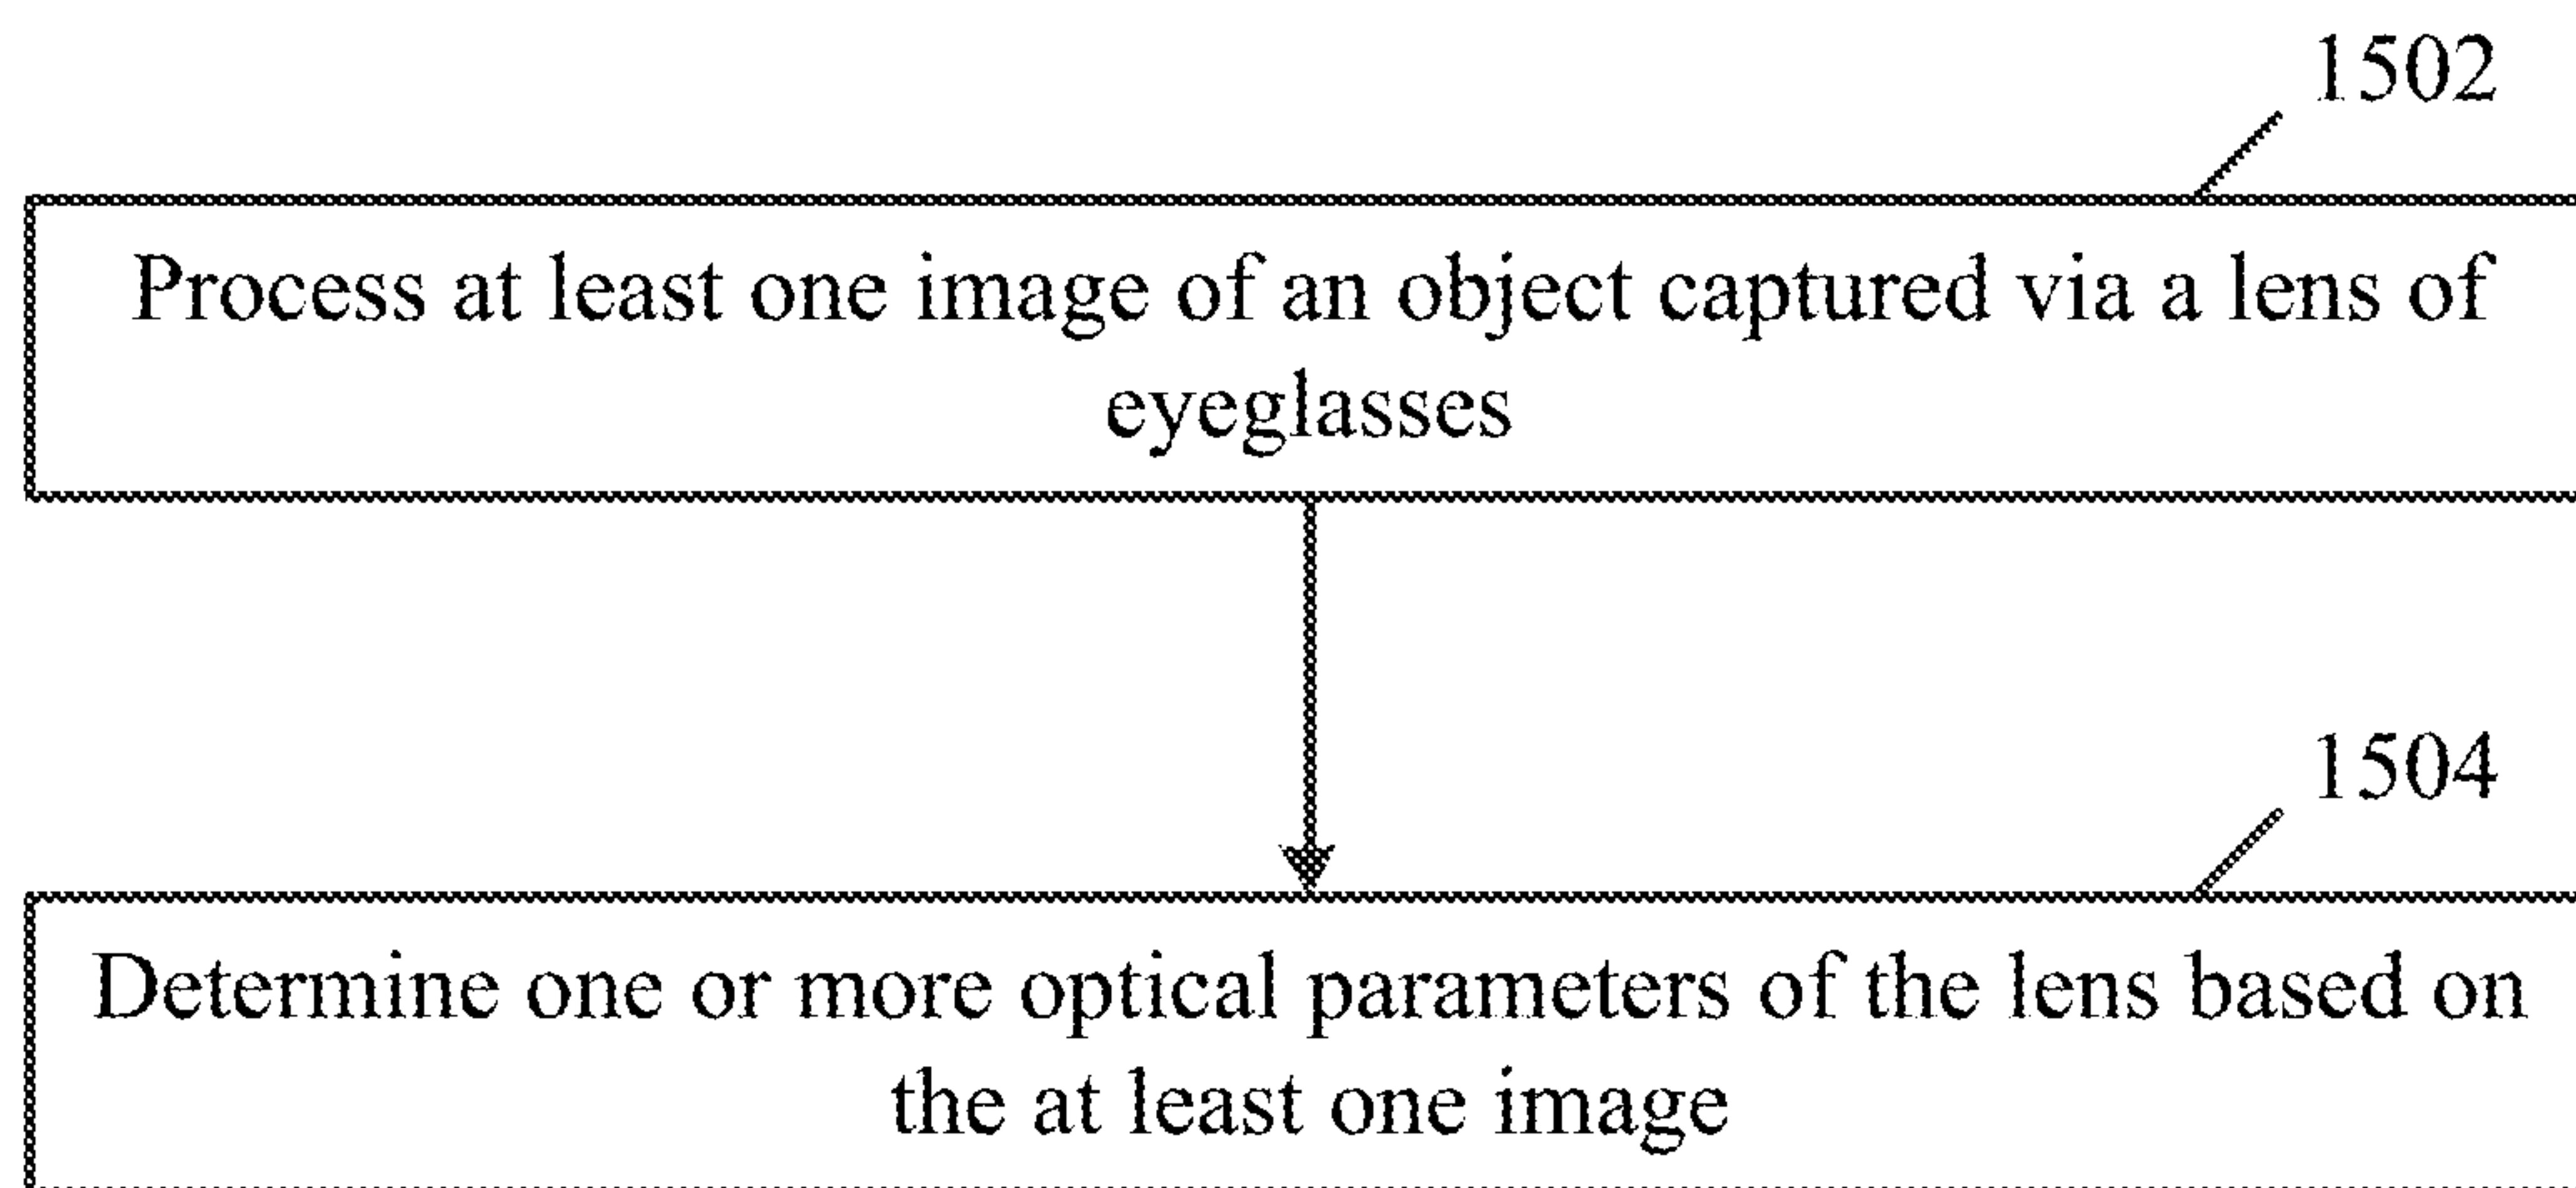 1502
Process at least one image of an object captured via a lens of
eyeglasses
1504
Determine one or more optical parameters of the lens based on
the at least one image